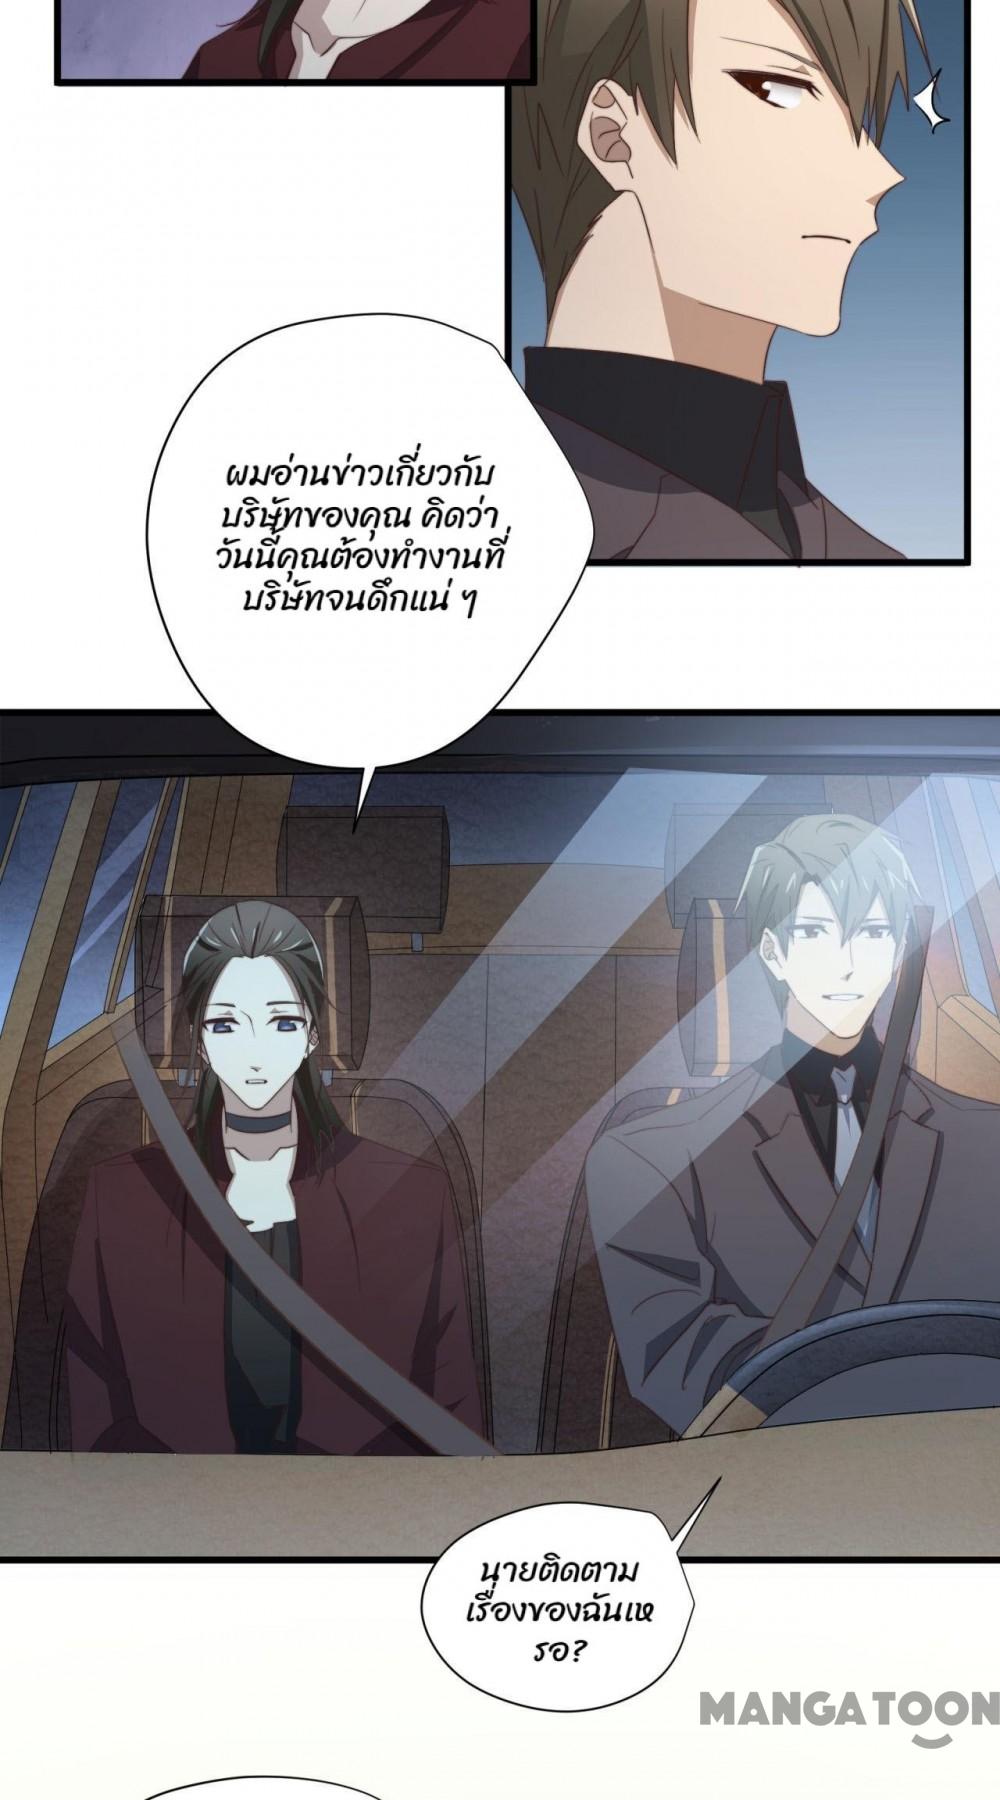 ผมอ่านข่าวเกี่ยวกับ
บริษัทของคุณ คิดว่า
วันนี้คุณต้องทำงานที่
บริษัทจนดึกแน่ ๆ
นายติดตาม
เรื่องของฉันเห
รอ?
MANGATOON